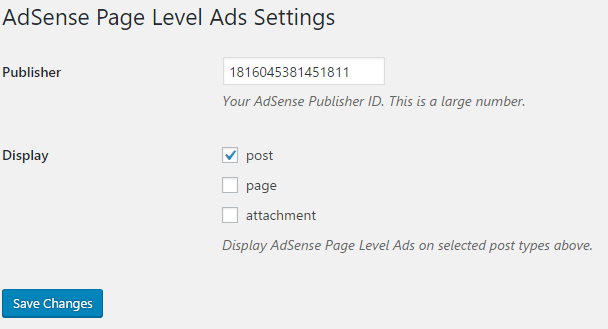 AdSense Page Level Ads Settings
Publisher
1816045381451811
Your AdSense Publisher ID. This is a large number.
Display
post
page
attachment
Display AdSense Page Level Ads on selected post types above.
Save Changes